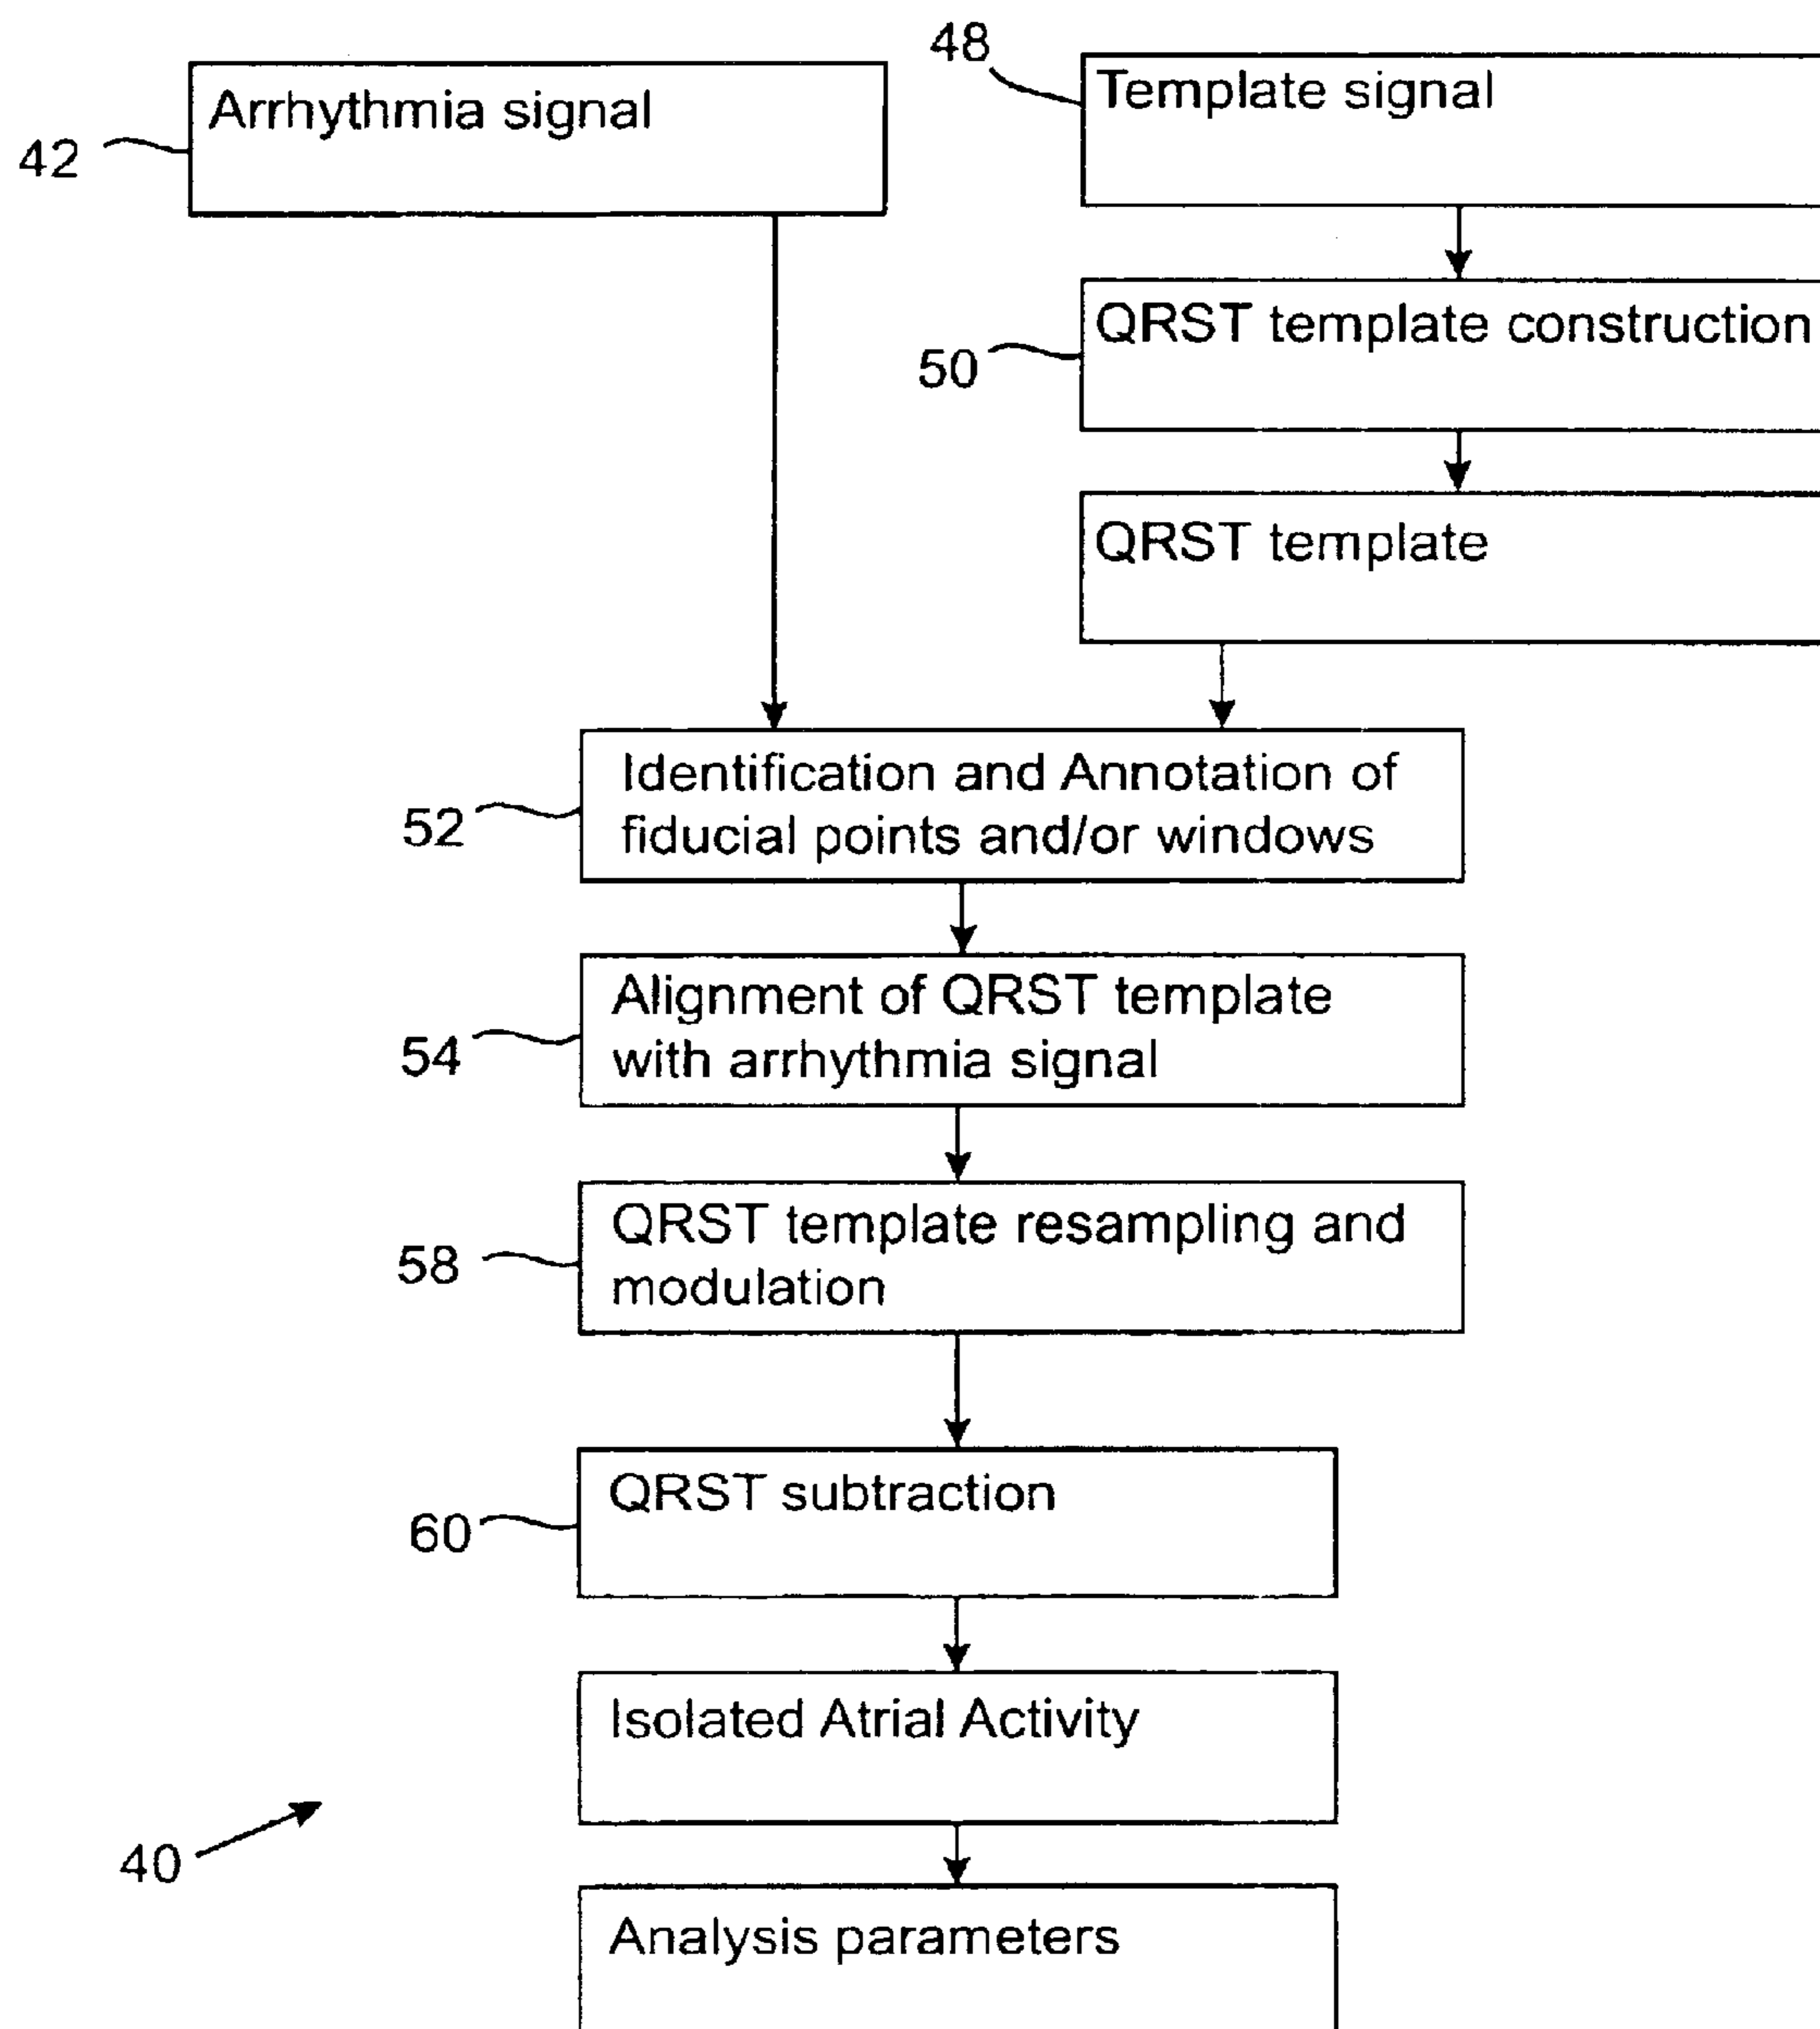 42
Arrhythmia signal
48
Template signal
50
QRST template construction
QRST template
52
Identification and Annotation of
fiducial points and/or windows
54
Alignment of QRST template
with arrhythmia signal
58
QRST template resampling and
modulation
60
QRST subtraction
Isolated Atrial Activity
40
Analysis parameters